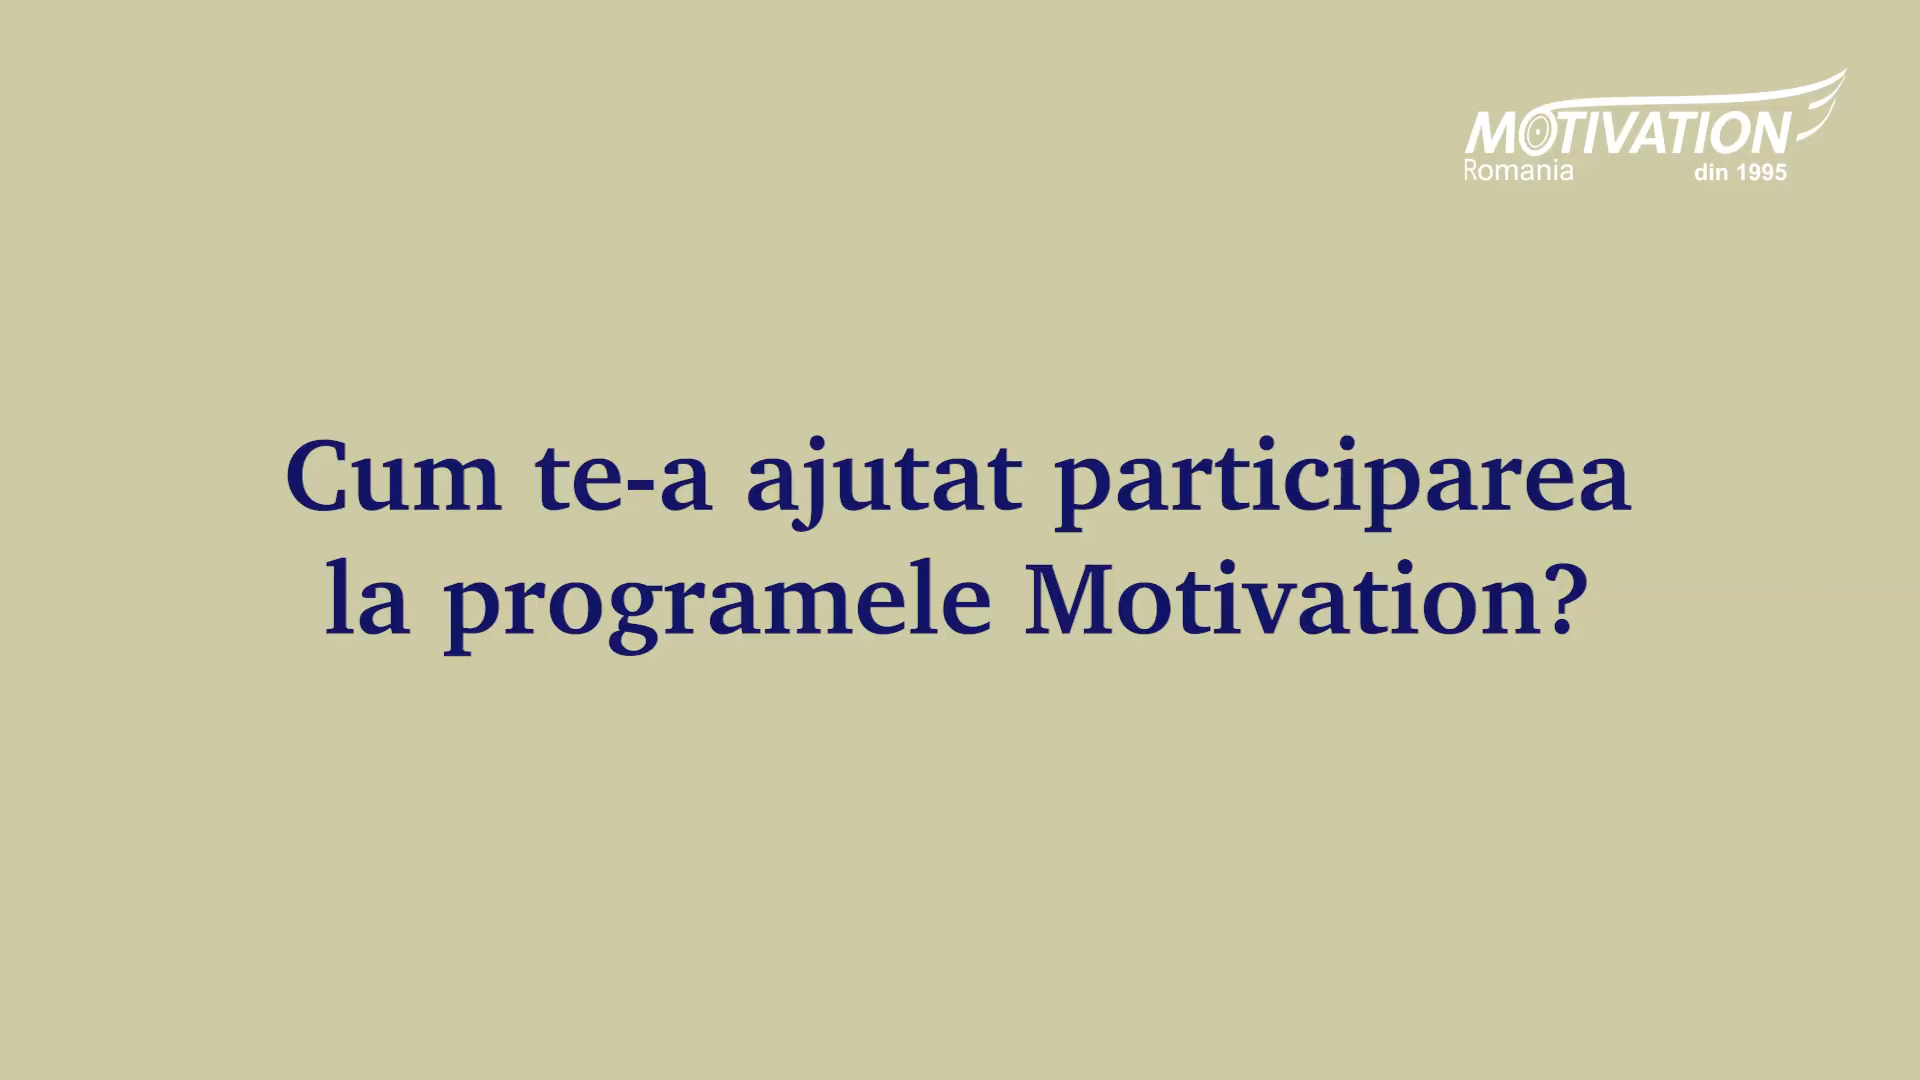 MOTIVATION
Romania din 1995
Cum te-a ajutat participarea
la programele Motivation?